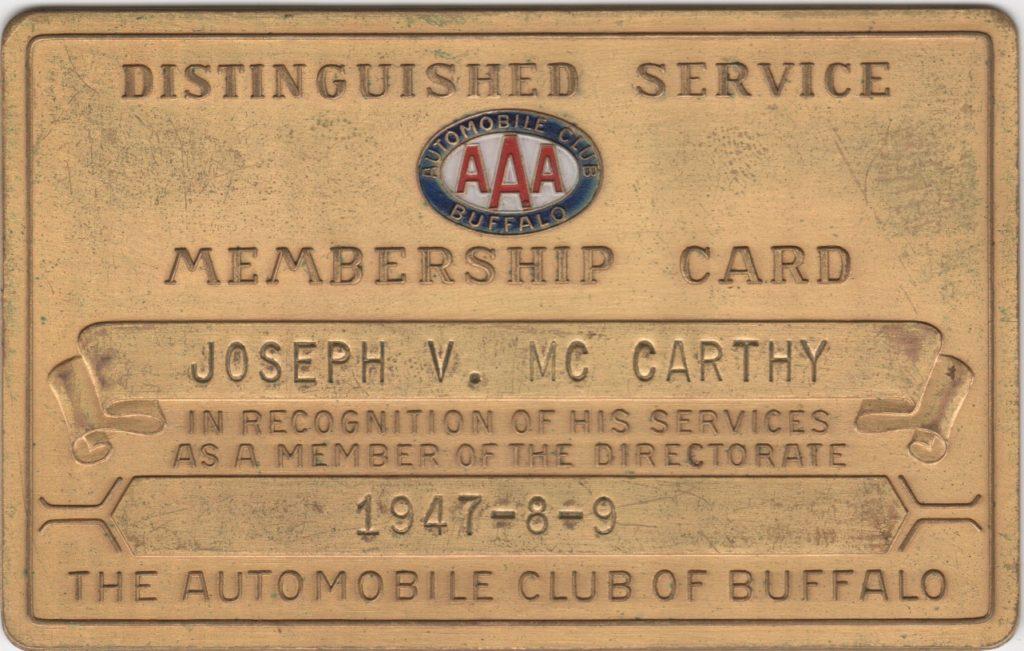 DISTINGUISHED SERVICE
AUTOMOBILE CLUB
AAA
BUFFALO
MEMBERSHIP CARD
JOSEPH V. MC CARTHY
IN RECOGNITION OF HIS SERVICES
AS A MEMBER OF THE DIRECTORATE
1947-8-9
THE AUTOMOBILE CLUB OF BUFFALO